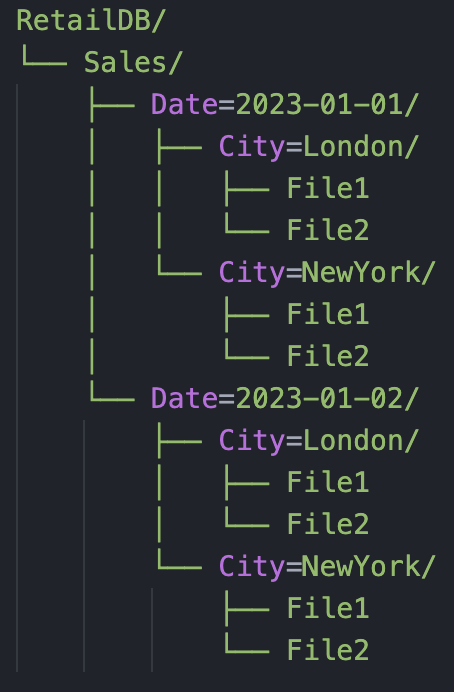 RetailDB/
└── Sales/
    ├── Date=2023-01-01/
    │   ├── City=London/
    │   │   ├── File1
    │   │   └── File2
    │   └── City=NewYork/
    │       ├── File1
    │       └── File2
    └── Date=2023-01-02/
        ├── City=London/
        │   ├── File1
        │   └── File2
        └── City=NewYork/
            ├── File1
            └── File2